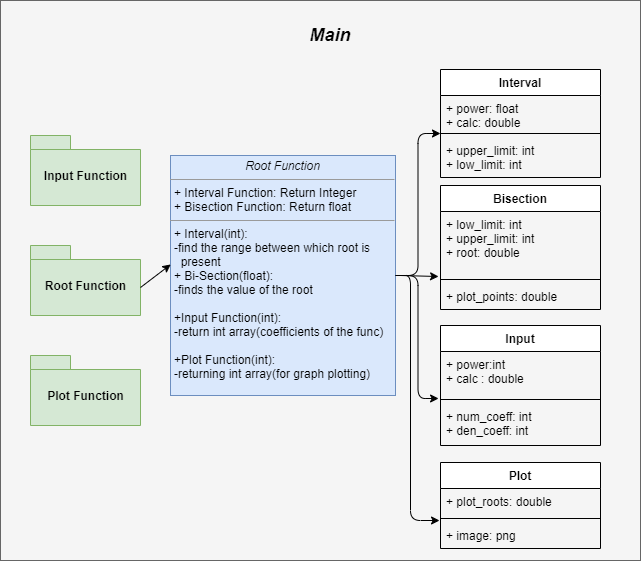 Main
Input Function
Root Function
Plot Function
Root Function
+ Interval Function: Return Integer
+ Bisection Function: Return float
+ Interval(int):
-find the range between which root is
present
+ Bi-Section(float):
-finds the value of the root
+Input Function(int):
-return int array(coefficients of the func)
+Plot Function(int):
-returning int array(for graph plotting)
Interval
+ power: float
+ calc: double
+ upper_limit: int
+ low_limit: int
Bisection
+ low_limit: int
+ upper_limit: int
+ root: double
+ plot_points: double
Input
+ power:int
+ calc : double
+ num_coeff: int
+ den_coeff: int
Plot
+ plot_roots: double
+ image: png